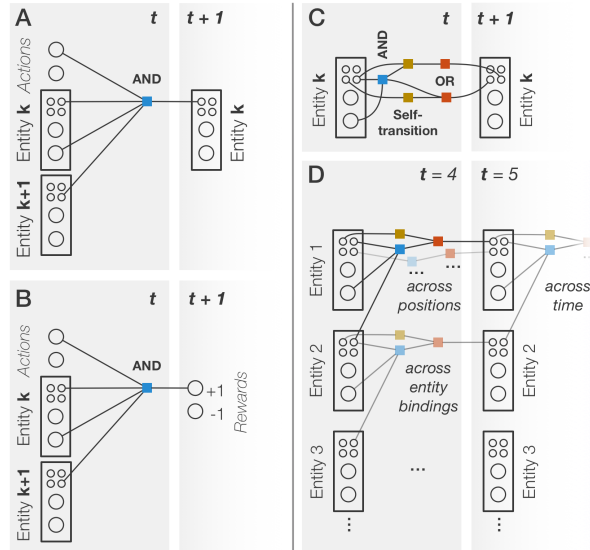 A
t
t + 1
Actions
AND
Entity k
Entity k
Entity k+1
B
t
t + 1
Actions
AND
Entity k
+1
-1
Rewards
Entity k+1
C
t
t + 1
AND
OR
Entity k
Entity k
Self-
transition
D
t = 4
t = 5
Entity 1
...
...
across
positions
across
time
...
Entity 2
Entity 2
across
entity
bindings
Entity 3
...
Entity 3
...
...